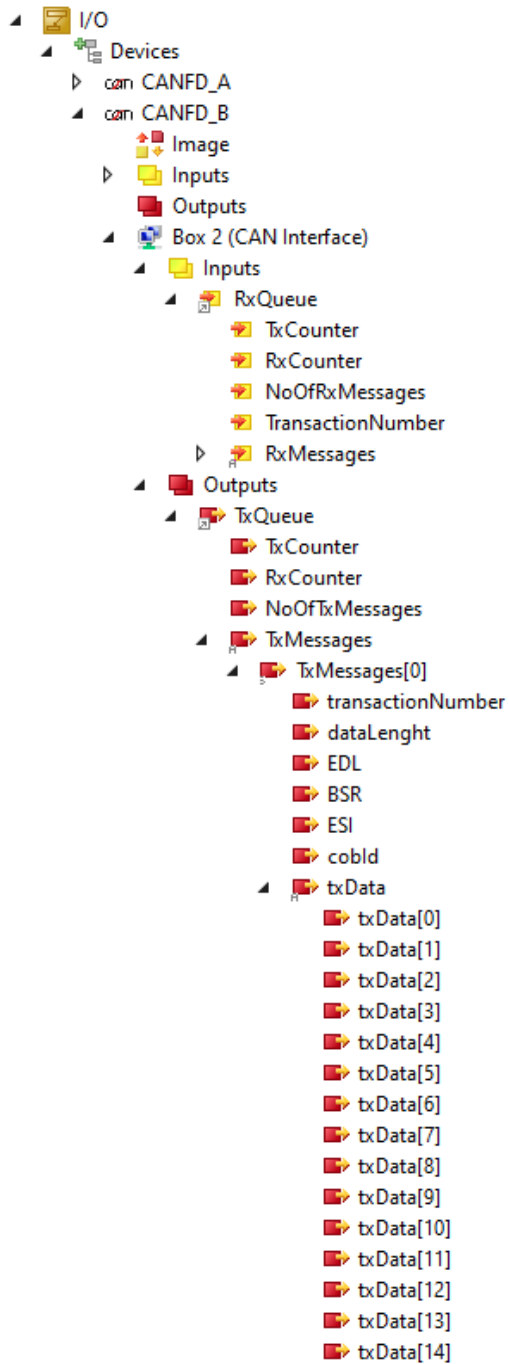 I/O
Devices
can CANFD_A
can CANFD_B
Image
Inputs
Outputs
Box 2 (CAN Interface)
Inputs
RxQueue
TxCounter
RxCounter
NoOfRxMessages
TransactionNumber
RxMessages
Outputs
TxQueue
TxCounter
RxCounter
NoOfTxMessages
TxMessages
TxMessages[0]
transactionNumber
dataLenght
EDL
BSR
ESI
cobId
txData
txData[0]
txData[1]
txData[2]
txData[3]
txData[4]
txData[5]
txData[6]
txData[7]
txData[8]
txData[9]
txData[10]
txData[11]
txData[12]
txData[13]
txData[14]